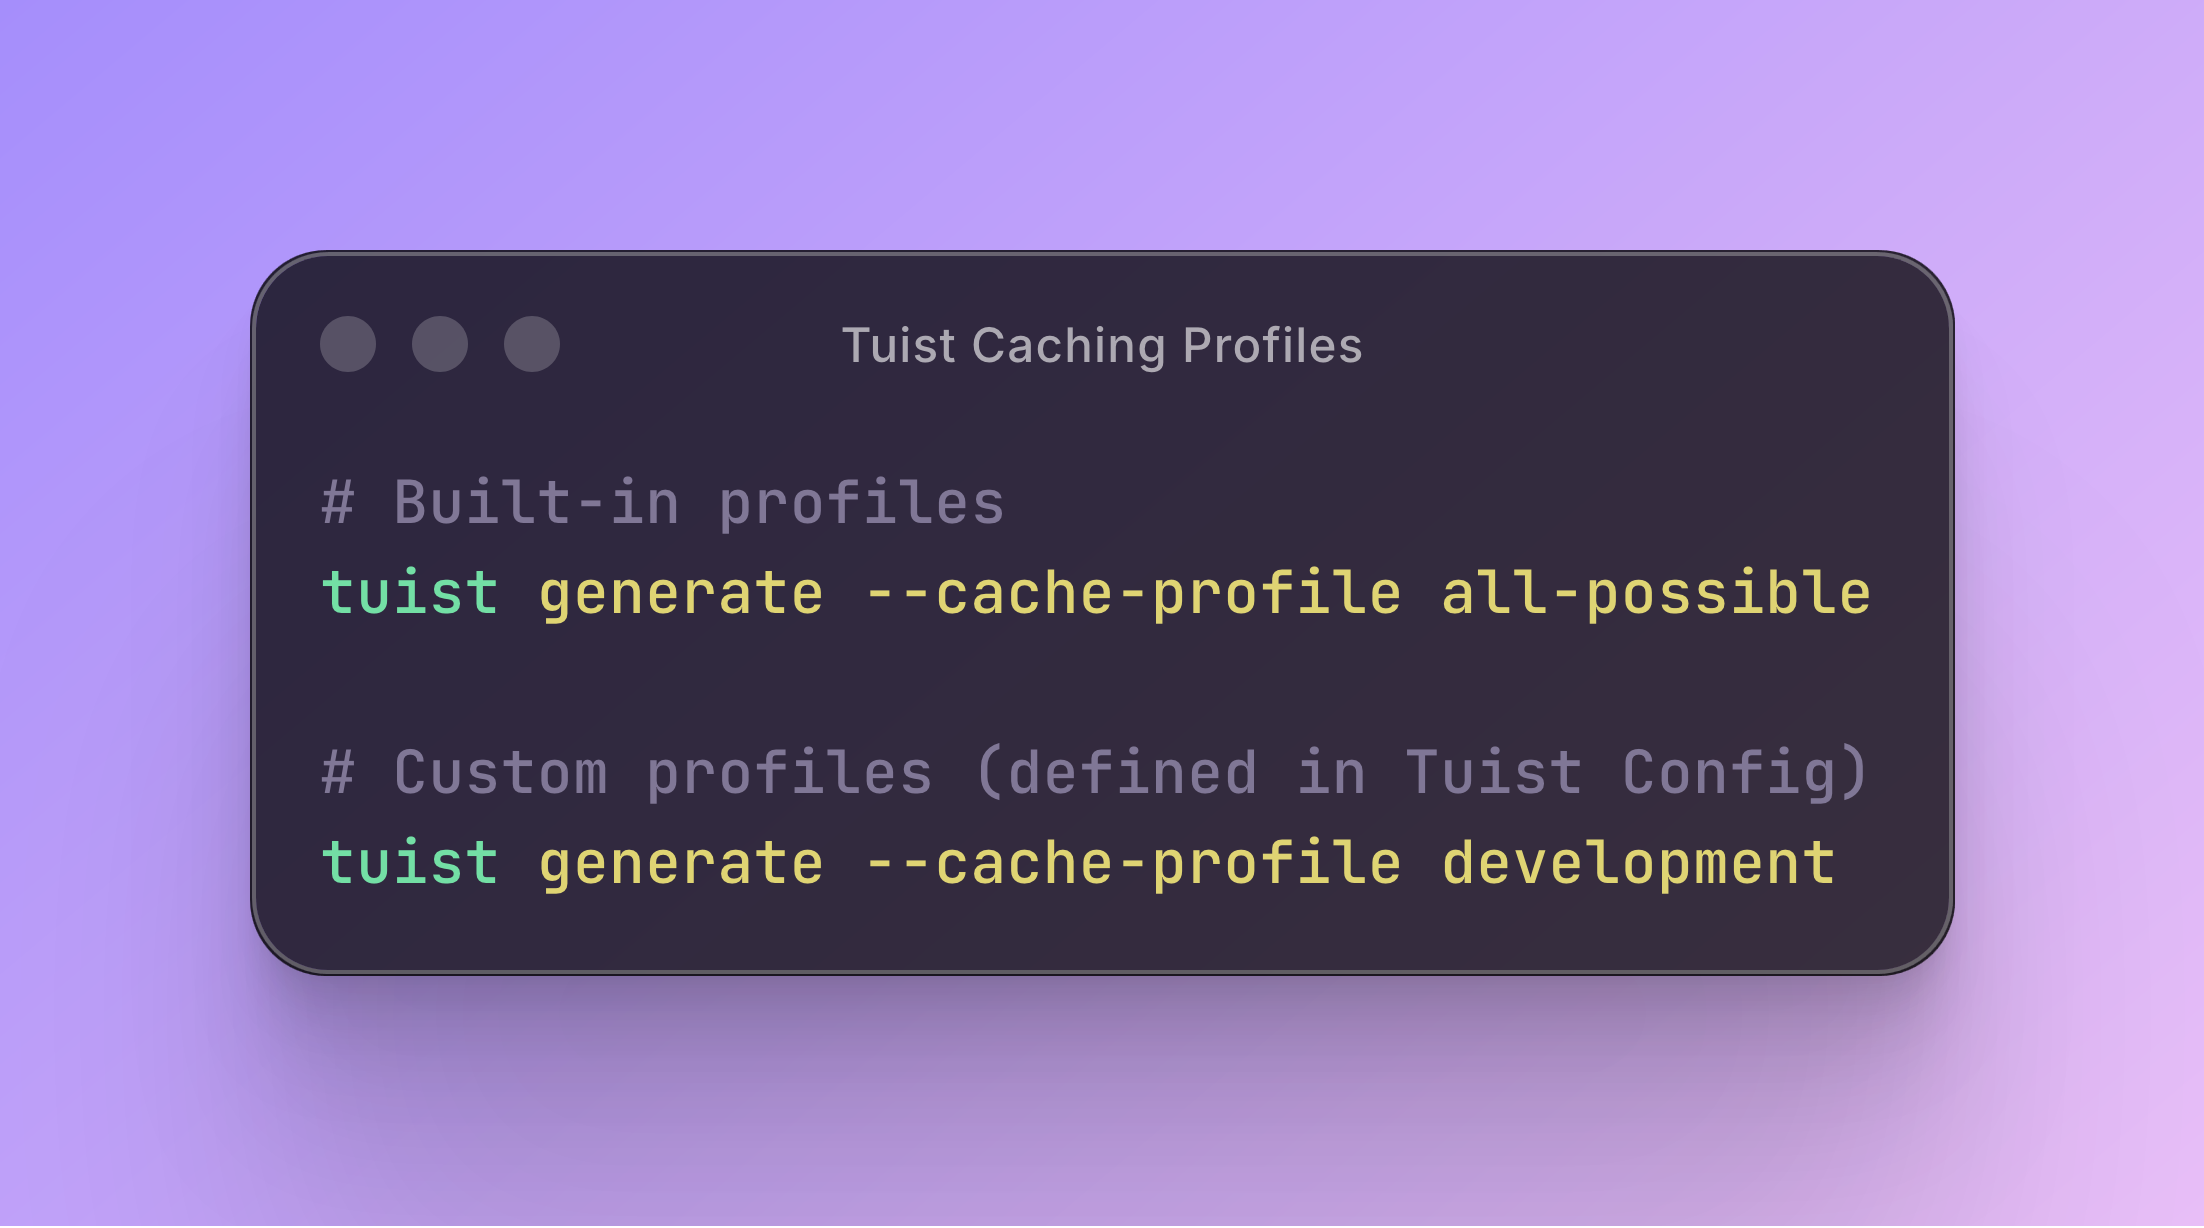 Tuist Caching Profiles
# Built-in profiles
tuist generate --cache-profile all-possible
# Custom profiles (defined in Tuist Config)
tuist generate --cache-profile development